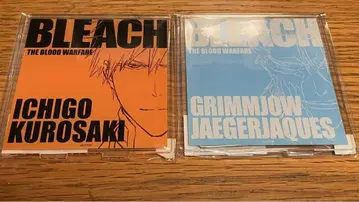 BLEACH
THE BLOOD WARFARE
ICHIGO
KUROSAKI
BLEACH
THE BLOOD WARFARE
GRIMMJOW
JAEGERJAQUES